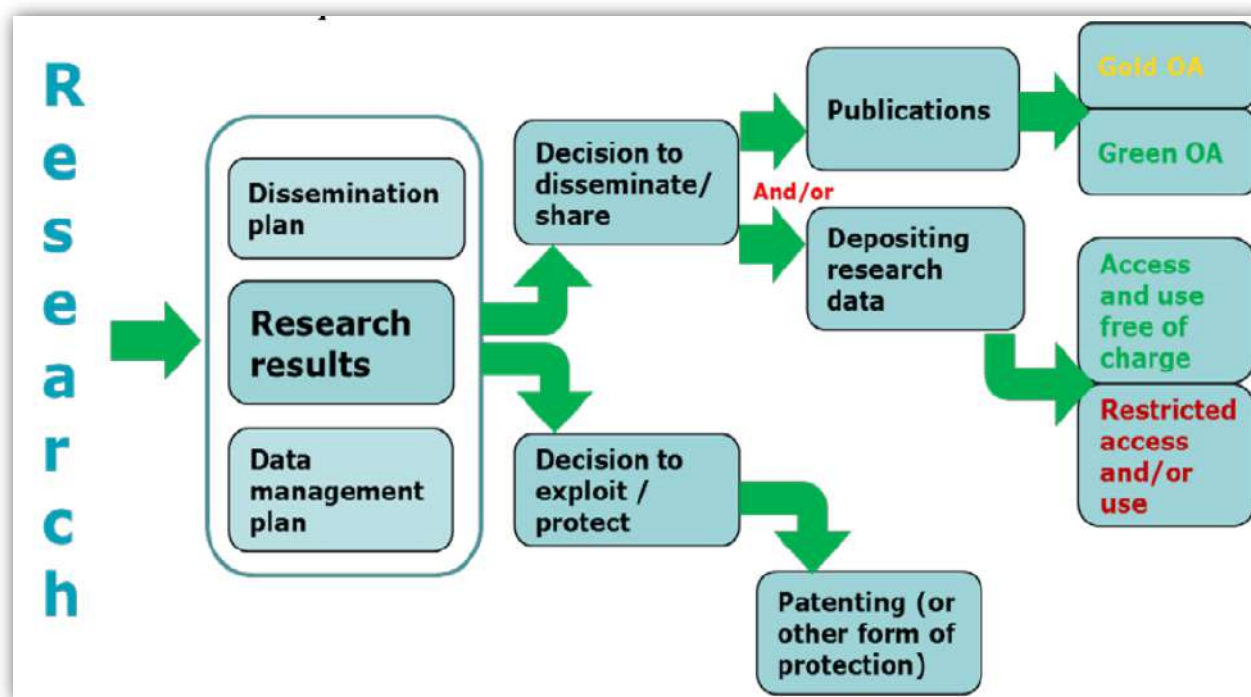 Research
Dissemination
plan
Research
results
Data
management
plan
Decision to
disseminate/
share
And/or
Decision to
exploit /
protect
Publications
Depositing
research
data
Patenting (or
other form of
protection)
Gold OA
Green OA
Access
and use
free of
charge
Restricted
access
and/or
use